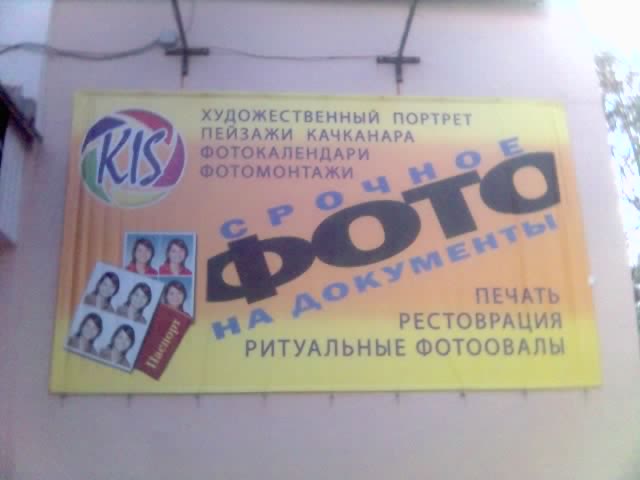 KIS
ХУДОЖЕСТВЕННЫЙ ПОРТРЕТ
ПЕЙЗАЖИ КАЧКАНАРА
ФОТОКАЛЕНДАРИ
ФОТОМОНТАЖИ
СРОЧНОЕ
ФОТО
НА ДОКУМЕНТЫ
Паспорт
ПЕЧАТЬ
РЕСТОВРАЦИЯ
РИТУАЛЬНЫЕ ФОТООВАЛЫ